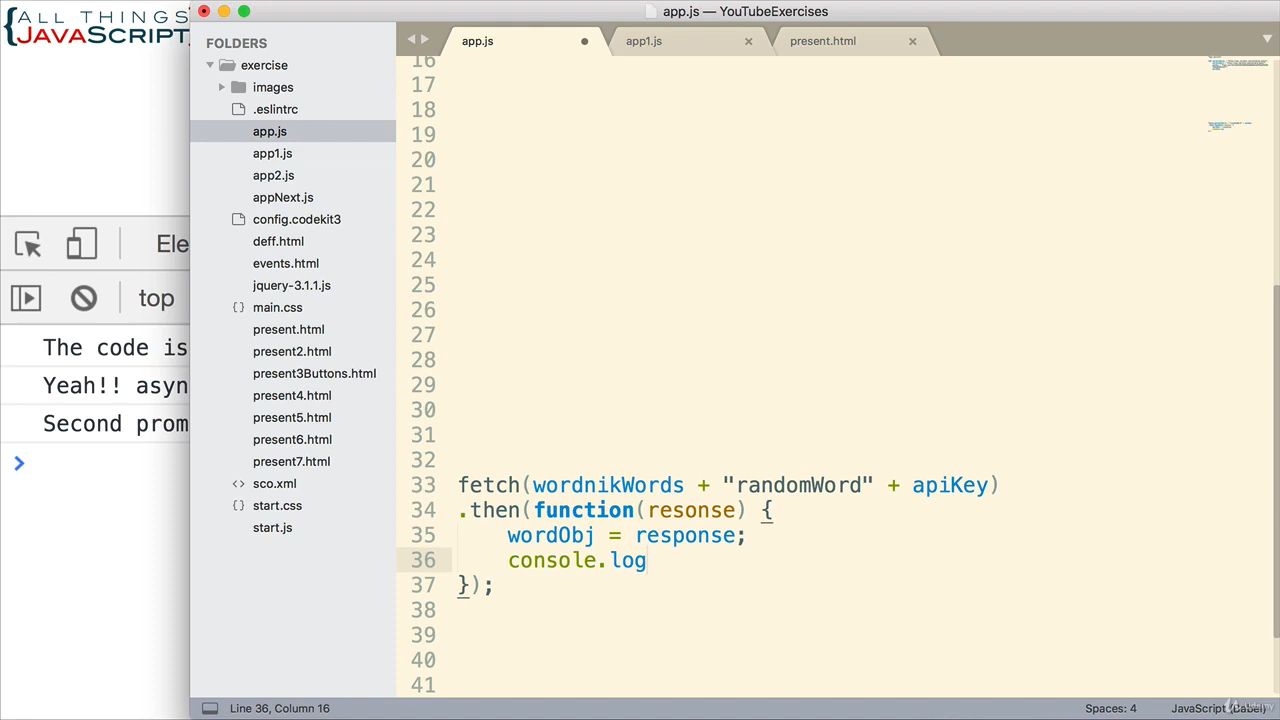 {ALL THINGS
JAVASCRIPT
app.js — YouTubeExercises
FOLDERS
exercise
images
.eslintrc
app.js
app1.js
app2.js
appNext.js
config.codekit3
deff.html
events.html
jquery-3.1.1.js
{} main.css
present.html
present2.html
present3Buttons.html
present4.html
present5.html
present6.html
present7.html
<> sco.xml
start.css
start.js
app.js
app1.js ×
present.html ×
16
17
18
19
20
21
22
23
24
25
26
27
28
29
30
31
32
33 fetch(wordnikWords + "randomWord" + apiKey)
34 .then(function(resonse) {
35 wordObj = response;
36 console.log
37 });
38
39
40
41
Ele
top
The code is
Yeah!! asyn
Second prom
Line 36, Column 16
Spaces: 4
JavaScript (Babel)